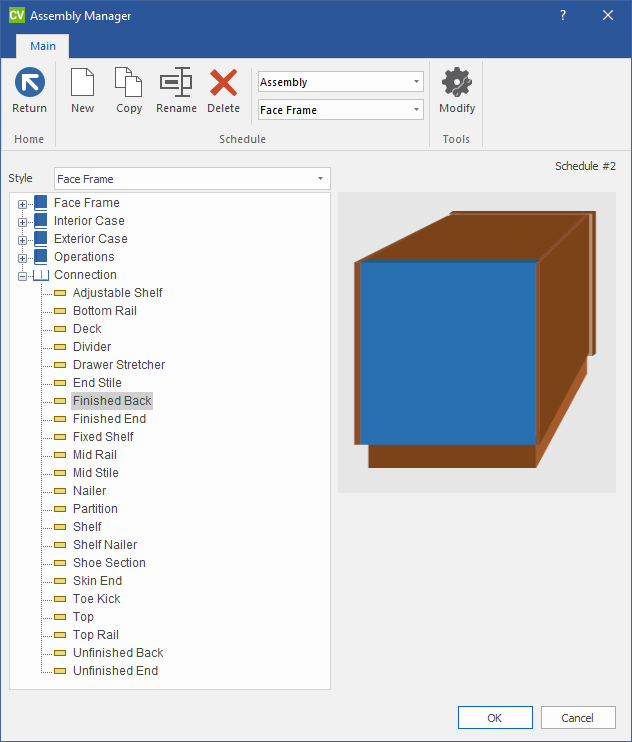 CV Assembly Manager ?
Main
Return New Copy Rename Delete Assembly Face Frame Modify
Home Schedule Tools
Schedule #2
Style Face Frame
Face Frame
Interior Case
Exterior Case
Operations
Connection
Adjustable Shelf
Bottom Rail
Deck
Divider
Drawer Stretcher
End Stile
Finished Back
Finished End
Fixed Shelf
Mid Rail
Mid Stile
Nailer
Partition
Shelf
Shelf Nailer
Shoe Section
Skin End
Toe Kick
Top
Top Rail
Unfinished Back
Unfinished End
OK Cancel